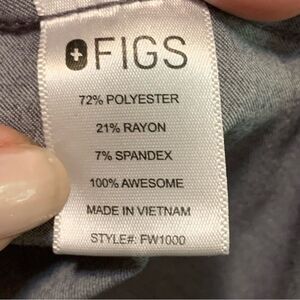 FIGS
72% POLYESTER
21% RAYON
7% SPANDEX
100% AWESOME
MADE IN VIETNAM
STYLE#: FW1000